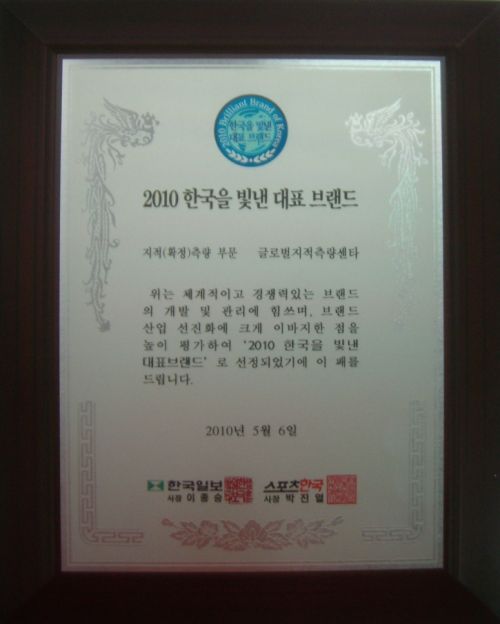 2010 Brilliant Brand of Korea
한국을 빛낸
대표 브랜드
2010 한국을 빛낸 대표 브랜드
지적(확정)측량 부문 글로벌지적측량센타
위는 체계적이고 경쟁력있는 브랜드
의 개발 및 관리에 힘쓰며, 브랜드
산업 선진화에 크게 이바지한 점을
높이 평가하여 '2010 한국을 빛낸
대표브랜드' 로 선정되었기에 이 패를
드립니다.
2010년 5월 6일
한국일보 스포츠한국
사장 이종승 사장 박진열